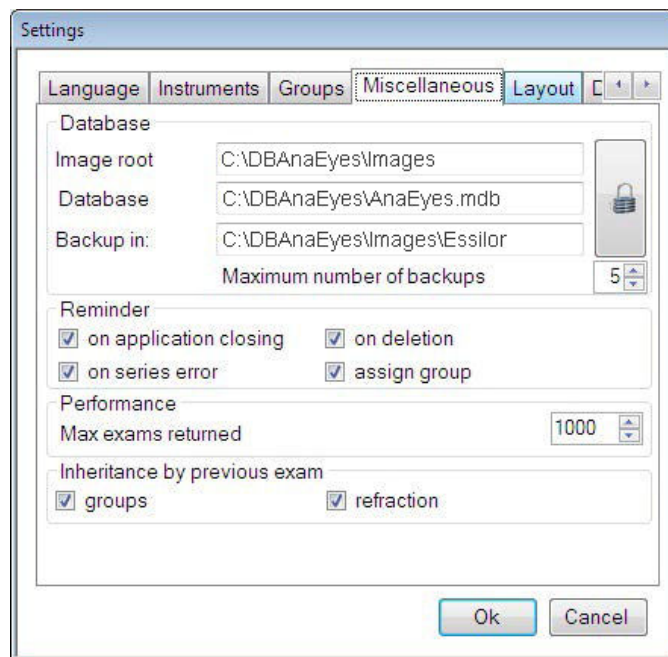 Settings
Language Instruments Groups Miscellaneous Layout
Database
Image root C:\DBAnaEyes\Images
Database C:\DBAnaEyes\AnaEyes.mdb
Backup in: C:\DBAnaEyes\Images\Essilor
Maximum number of backups 5
Reminder
on application closing on deletion
on series error assign group
Performance
Max exams returned 1000
Inheritance by previous exam
groups refraction
Ok Cancel